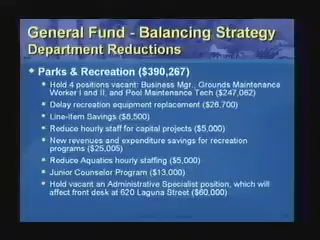 General Fund - Balancing Strategy
Department Reductions
Parks & Recreation ($390,267)
Hold 4 positions vacant: Business Mgr., Grounds Maintenance
Worker I and II, and Pool Maintenance Tech ($247,062)
Delay recreation equipment replacement ($26,700)
Line-Item Savings ($8,500)
Reduce hourly staff for capital projects ($5,000)
New revenues and expenditure savings for recreation
programs ($25,005)
Reduce Aquatics hourly staffing ($5,000)
Junior Counselor Program ($13,000)
Hold vacant an Administrative Specialist position, which will
affect front desk at 620 Laguna Street ($60,000)